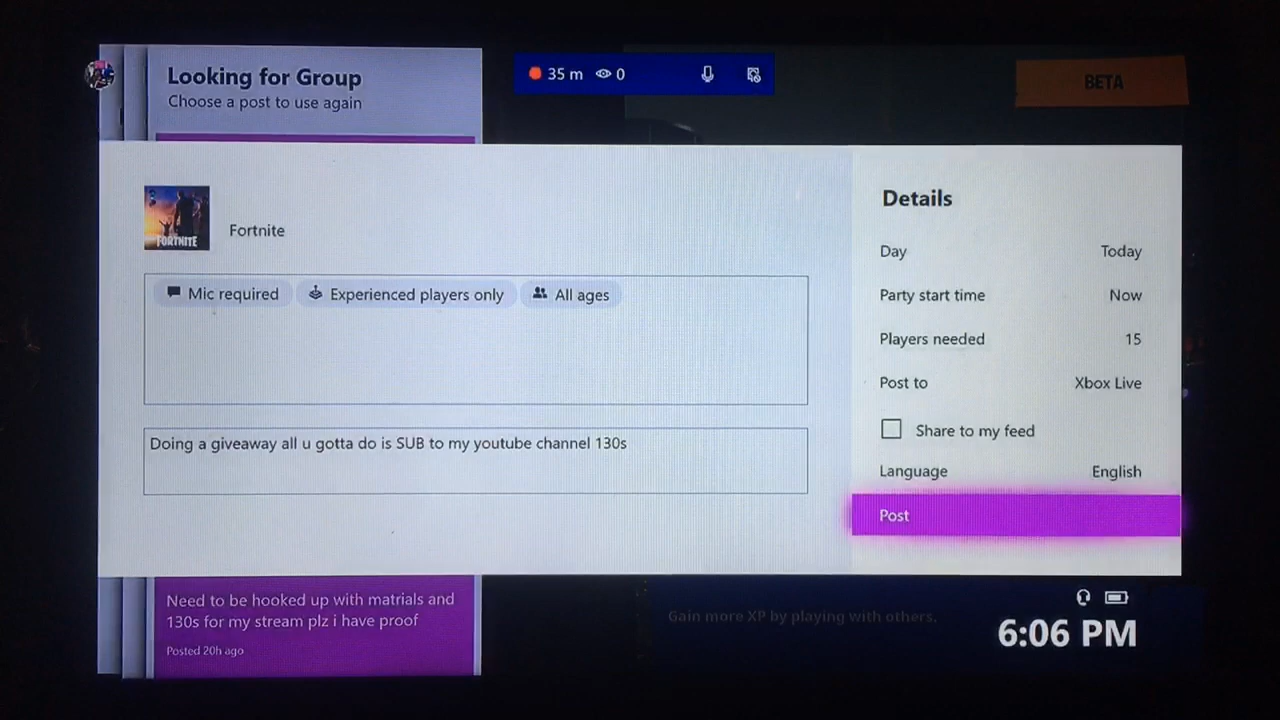 Looking for Group
Choose a post to use again
35 m 0
BETA
FORTNITE
Fortnite
Mic required Experienced players only All ages
Doing a giveaway all u gotta do is SUB to my youtube channel 130s
Details
Day Today
Party start time Now
Players needed 15
Post to Xbox Live
Share to my feed
Language English
Post
Need to be hooked up with matrials and
130s for my stream plz i have proof
Posted 20h ago
Gain more XP by playing with others.
6:06 PM